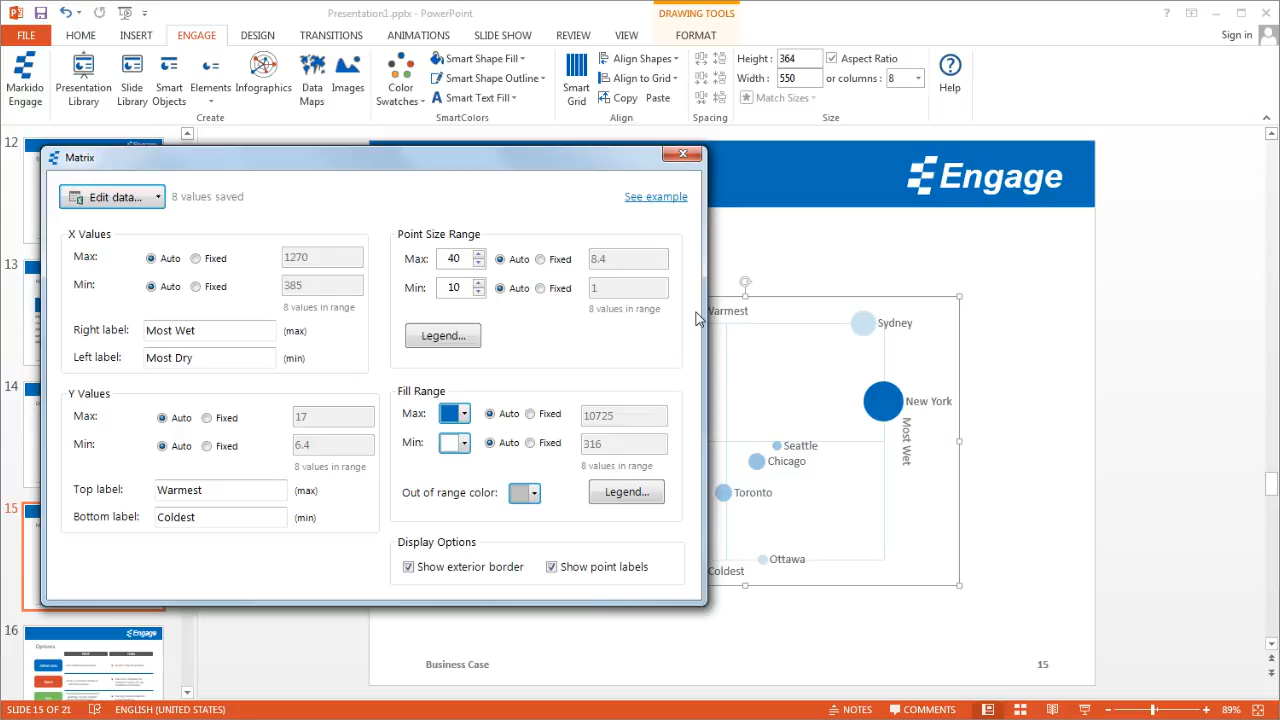 Presentation1.pptx - PowerPoint
DRAWING TOOLS
FILE HOME INSERT ENGAGE DESIGN TRANSITIONS ANIMATIONS SLIDE SHOW REVIEW VIEW FORMAT
Sign in
Markido Engage
Presentation Library
Slide Library
Smart Objects
Elements
Infographics
Data Maps
Images
Create
Color Swatches
Smart Shape Fill
Smart Shape Outline
Smart Text Fill
SmartColors
Smart Grid
Align Shapes
Align to Grid
Copy Paste
Align
Spacing
Height: 364 Aspect Ratio
Width: 550 or columns: 8
Match Sizes
Size
Help
12
13
14
15
16
Engage
Options
Matrix
Edit data...
8 values saved
See example
X Values
Max: Auto Fixed 1270
Min: Auto Fixed 385
8 values in range
Right label: Most Wet (max)
Left label: Most Dry (min)
Y Values
Max: Auto Fixed 17
Min: Auto Fixed 6.4
8 values in range
Top label: Warmest (max)
Bottom label: Coldest (min)
Point Size Range
Max: 40 Auto Fixed 8.4
Min: 10 Auto Fixed 1
8 values in range
Legend...
Fill Range
Max: Auto Fixed 10725
Min: Auto Fixed 316
8 values in range
Out of range color:
Legend...
Display Options
Show exterior border Show point labels
Engage
Warmest
Sydney
New York
Most Wet
Seattle
Chicago
Toronto
Ottawa
Coldest
Business Case
15
SLIDE 15 OF 21 ENGLISH (UNITED STATES)
NOTES COMMENTS
89%